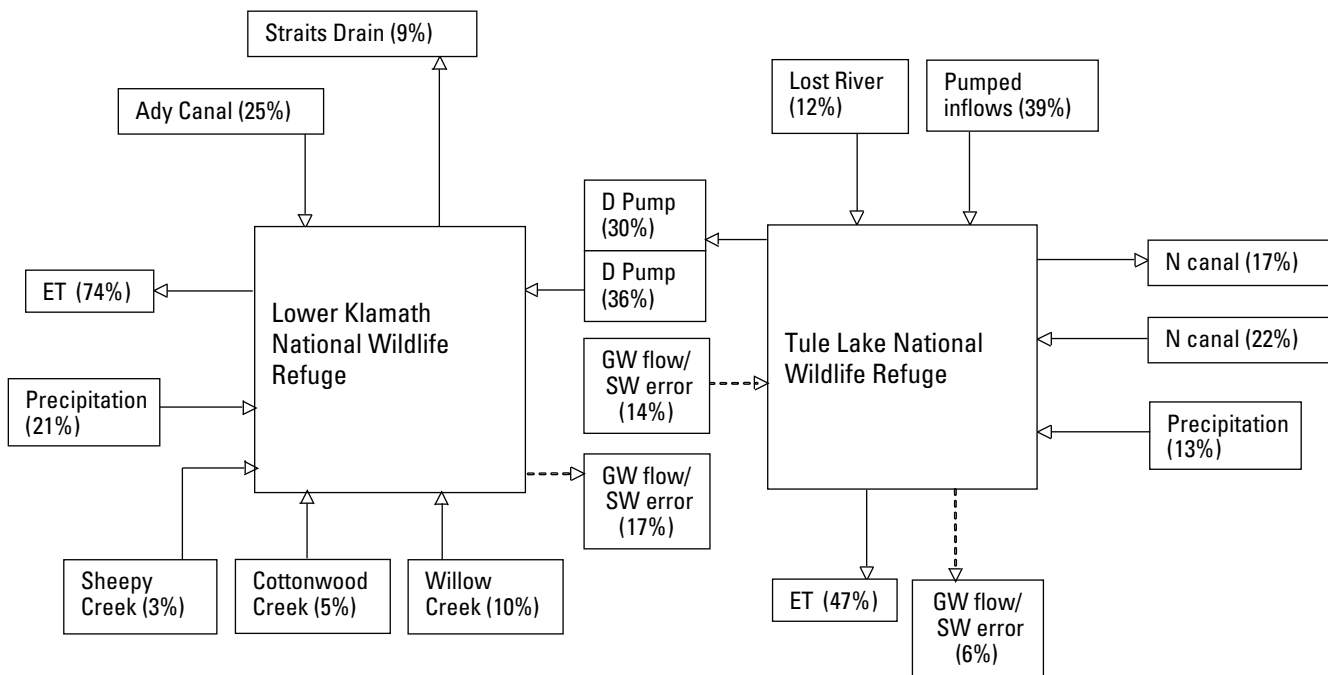 Straits Drain (9%)
Ady Canal (25%)
Lost River
(12%)
Pumped
inflows (39%)
D Pump
(30%)
D Pump
(36%)
N canal (17%)
ET (74%)
Lower Klamath
National Wildlife
Refuge
Tule Lake National
Wildlife Refuge
N canal (22%)
GW flow/
SW error
(14%)
Precipitation
(21%)
Precipitation
(13%)
GW flow/
SW error
(17%)
Sheepy
Creek (3%)
Cottonwood
Creek (5%)
Willow
Creek (10%)
ET (47%)
GW flow/
SW error
(6%)